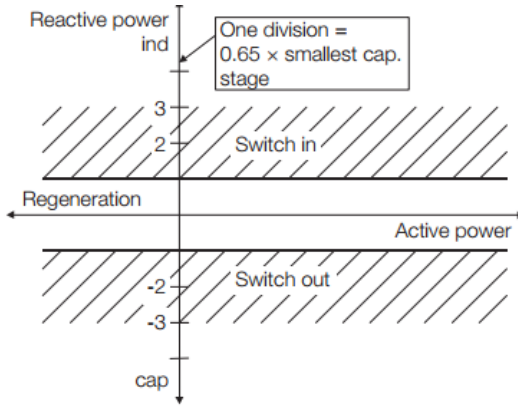 Reactive power
ind
One division =
0.65 × smallest cap.
stage
3
2
Switch in
Regeneration
Active power
Switch out
-2
-3
cap